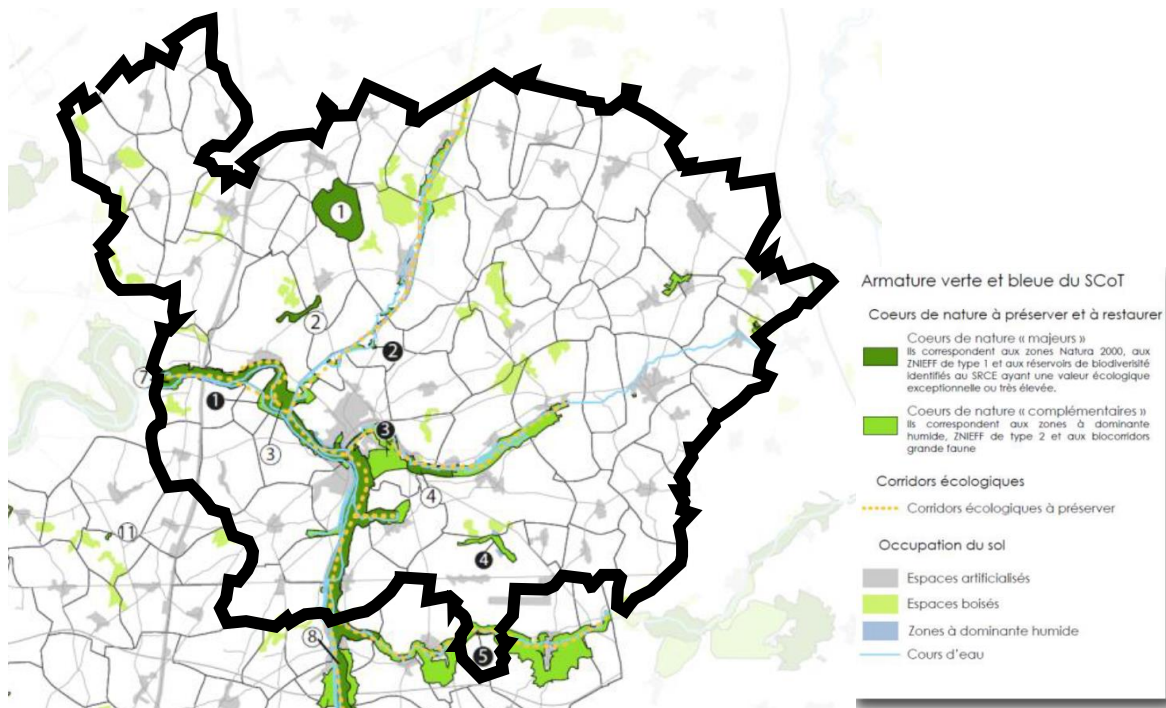 1
2
2
7
1
3
3
4
11
4
8
5
Armature verte et bleue du SCoT
Coeurs de nature à préserver et à restaurer
Coeurs de nature « majeurs »
Ils correspondent aux zones Natura 2000, aux
ZNIEFF de type 1 et aux réservoirs de biodiverisité
identifiés au SRCE ayant une valeur écologique
exceptionnelle ou très élevée.
Coeurs de nature « complémentaires »
Ils correspondent aux zones à dominante
humide, ZNIEFF de type 2 et aux biocorridors
grande faune
Corridors écologiques
Corridors écologiques à préserver
Occupation du sol
Espaces artificialisés
Espaces boisés
Zones à dominante humide
Cours d'eau